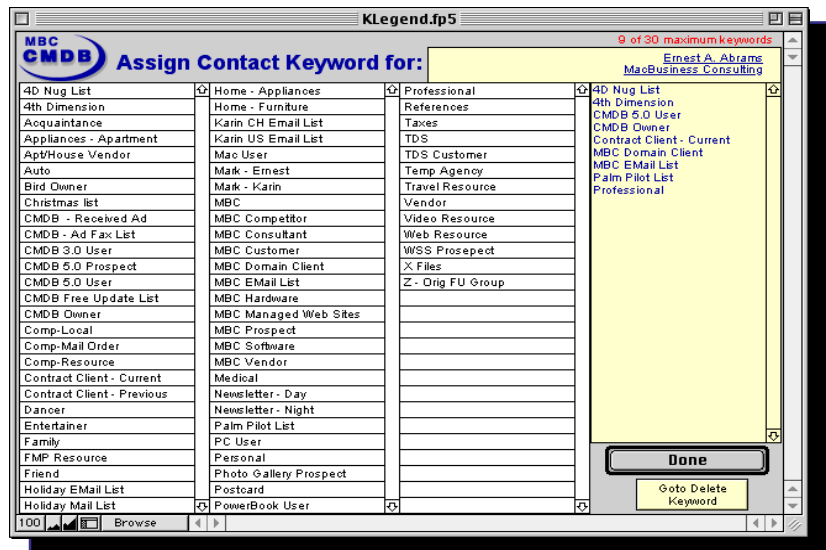 KLegend.fp5
MBC
CMDB
Assign Contact Keyword for:
9 of 30 maximum keywords
Ernest A. Abrams
MacBusiness Consulting
4D Nug List
4th Dimension
Acquaintance
Appliances - Apartment
Apt/House Vendor
Auto
Bird Owner
Christmas list
CMDB - Received Ad
CMDB - Ad Fax List
CMDB 3.0 User
CMDB 5.0 Prospect
CMDB 5.0 User
CMDB Free Update List
CMDB Owner
Comp-Local
Comp-Mail Order
Comp-Resource
Contract Client - Current
Contract Client - Previous
Dancer
Entertainer
Family
FMP Resource
Friend
Holiday EMail List
Holiday Mail List
Home - Appliances
Home - Furniture
Karin CH Email List
Karin US Email List
Mac User
Mark - Ernest
Mark - Karin
MBC
MBC Competitor
MBC Consultant
MBC Customer
MBC Domain Client
MBC EMail List
MBC Hardware
MBC Managed Web Sites
MBC Prospect
MBC Software
MBC Vendor
Medical
Newsletter - Day
Newsletter - Night
Palm Pilot List
PC User
Personal
Photo Gallery Prospect
Postcard
PowerBook User
Professional
References
Taxes
TDS
TDS Customer
Temp Agency
Travel Resource
Vendor
Video Resource
Web Resource
WSS Prosepect
X Files
Z - Orig FU Group
4D Nug List
4th Dimension
CMDB 5.0 User
CMDB Owner
Contract Client - Current
MBC Domain Client
MBC EMail List
Palm Pilot List
Professional
Done
Goto Delete
Keyword
100
Browse